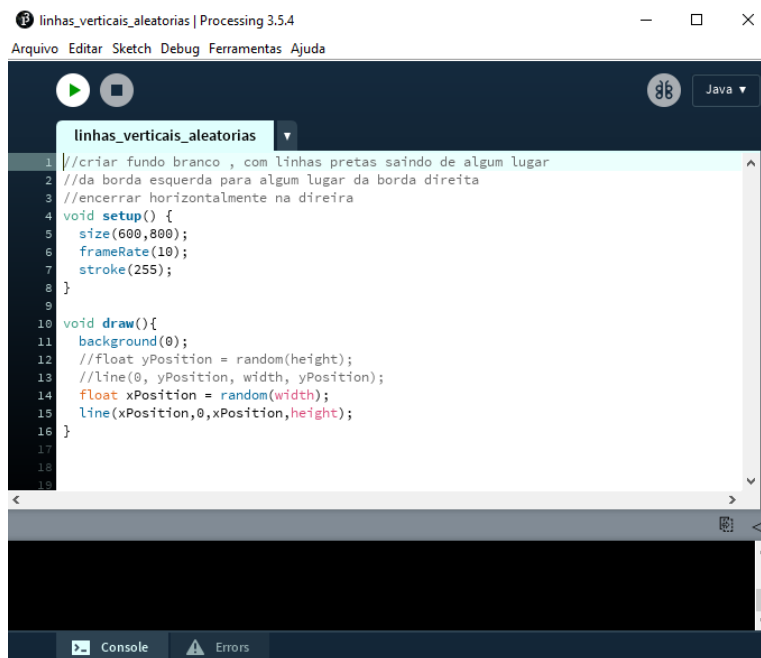 linhas_verticais_aleatorias | Processing 3.5.4
Arquivo Editar Sketch Debug Ferramentas Ajuda
Java ▼
linhas_verticais_aleatorias ▼
1 //criar fundo branco , com linhas pretas saindo de algum lugar
2 //da borda esquerda para algum lugar da borda direita
3 //encerrar horizontalmente na direira
4 void setup() {
5   size(600,800);
6   frameRate(10);
7   stroke(255);
8 }
9
10 void draw(){
11   background(0);
12   //float yPosition = random(height);
13   //line(0, yPosition, width, yPosition);
14   float xPosition = random(width);
15   line(xPosition,0,xPosition,height);
16 }
17
18
19
Console Errors